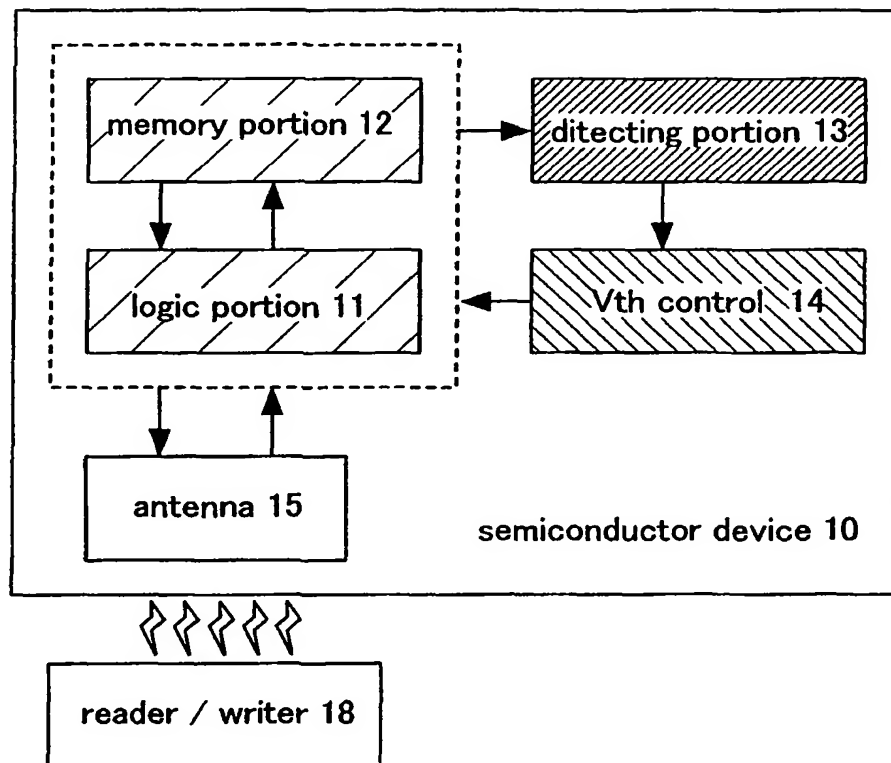 memory portion 12
ditecting portion 13
logic portion 11
Vth control 14
antenna 15
semiconductor device 10
reader / writer 18